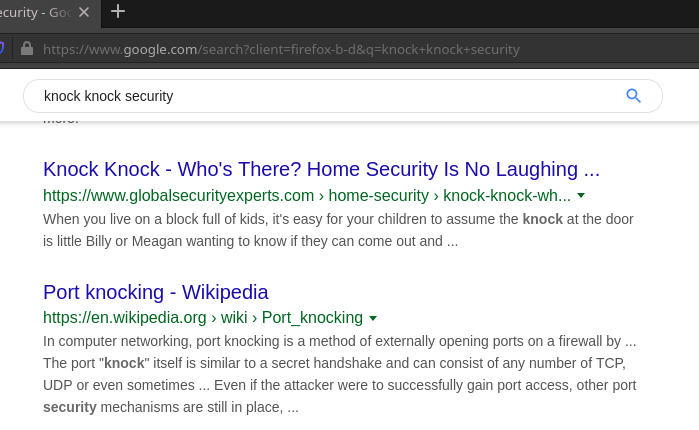 ecurity - Goo
https://www.google.com/search?client=firefox-b-d&q=knock+knock+security
knock knock security
more.
Knock Knock - Who's There? Home Security Is No Laughing ...
https://www.globalsecurityexperts.com › home-security › knock-knock-wh...
When you live on a block full of kids, it's easy for your children to assume the knock at the door
is little Billy or Meagan wanting to know if they can come out and ...
Port knocking - Wikipedia
https://en.wikipedia.org › wiki › Port_knocking
In computer networking, port knocking is a method of externally opening ports on a firewall by ...
The port "knock" itself is similar to a secret handshake and can consist of any number of TCP,
UDP or even sometimes ... Even if the attacker were to successfully gain port access, other port
security mechanisms are still in place, ...